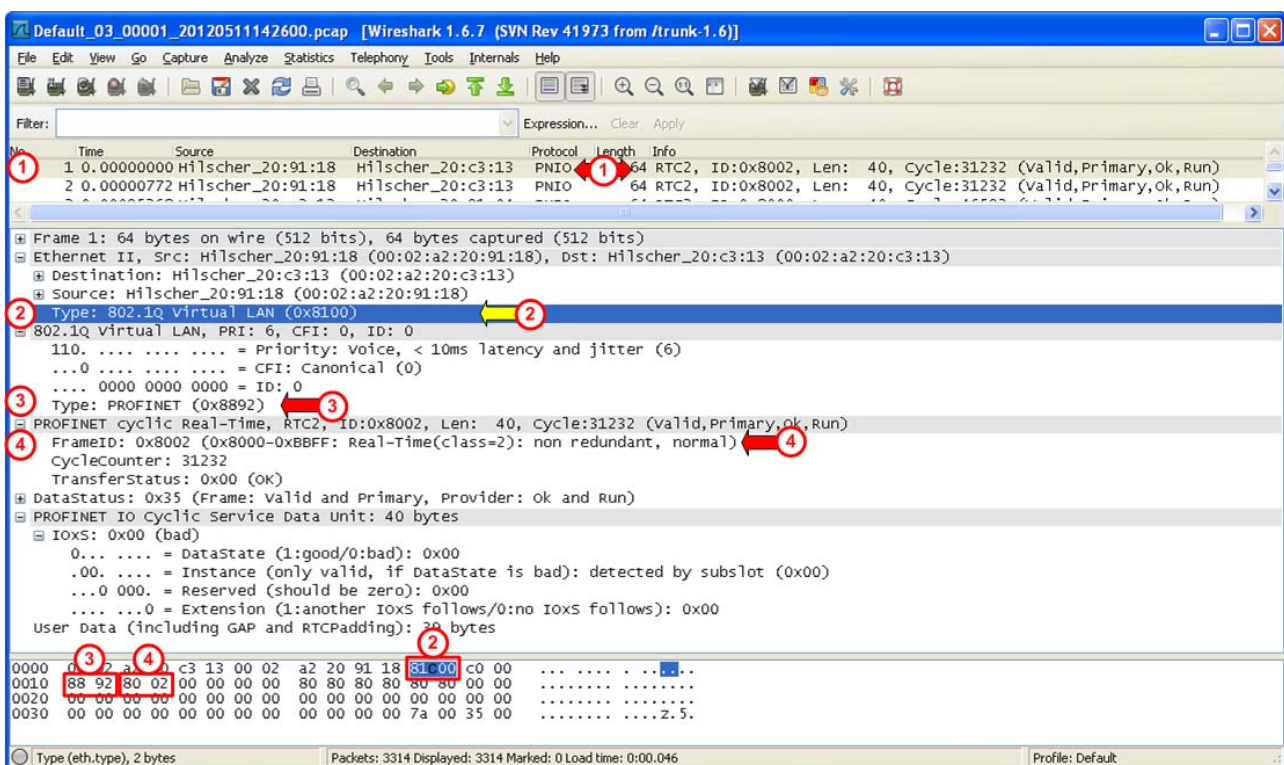 Default_03_00001_20120511142600.pcap [Wireshark 1.6.7 (SVN Rev 41973 from /trunk-1.6)]
File Edit View Go Capture Analyze Statistics Telephony Tools Internals Help
Filter: Expression... Clear Apply
No. Time Source Destination Protocol Length Info
1 1 0.00000000 Hilscher_20:91:18 Hilscher_20:c3:13 PNIO 1 64 RTC2, ID:0x8002, Len: 40, Cycle:31232 (Valid,Primary,Ok,Run)
2 0.00000772 Hilscher_20:91:18 Hilscher_20:c3:13 PNIO 64 RTC2, ID:0x8002, Len: 40, Cycle:31232 (Valid,Primary,Ok,Run)
Frame 1: 64 bytes on wire (512 bits), 64 bytes captured (512 bits)
Ethernet II, Src: Hilscher_20:91:18 (00:02:a2:20:91:18), Dst: Hilscher_20:c3:13 (00:02:a2:20:c3:13)
Destination: Hilscher_20:c3:13 (00:02:a2:20:c3:13)
Source: Hilscher_20:91:18 (00:02:a2:20:91:18)
2 Type: 802.1Q Virtual LAN (0x8100) 2
802.1Q Virtual LAN, PRI: 6, CFI: 0, ID: 0
110. .... .... .... = Priority: Voice, < 10ms latency and jitter (6)
...0 .... .... .... = CFI: Canonical (0)
.... 0000 0000 0000 = ID: 0
3 Type: PROFINET (0x8892) 3
PROFINET cyclic Real-Time, RTC2, ID:0x8002, Len: 40, Cycle:31232 (Valid,Primary,Ok,Run)
4 FrameID: 0x8002 (0x8000-0xBBFF: Real-Time(class=2): non redundant, normal) 4
CycleCounter: 31232
TransferStatus: 0x00 (OK)
DataStatus: 0x35 (Frame: Valid and Primary, Provider: Ok and Run)
PROFINET IO Cyclic Service Data Unit: 40 bytes
IOxS: 0x00 (bad)
0... .... = DataState (1:good/0:bad): 0x00
.00. .... = Instance (only valid, if DataState is bad): detected by subslot (0x00)
...0 000. = Reserved (should be zero): 0x00
.... ...0 = Extension (1:another IOxS follows/0:no IOxS follows): 0x00
User Data (including GAP and RTCPadding): 39 bytes
3 4 2
0000 c3 13 00 02 a2 20 91 18 81 00 c0 00 ... ...... . ......
0010 88 92 80 02 00 00 00 00 80 80 80 80 80 80 00 00 ........ ........
0020 00 00 00 00 00 00 00 00 00 00 00 00 00 00 00 00 ........ ........
0030 00 00 00 00 00 00 00 00 00 00 00 00 7a 00 35 00 ........ ....z.5.
Type (eth.type), 2 bytes Packets: 3314 Displayed: 3314 Marked: 0 Load time: 0:00.046 Profile: Default